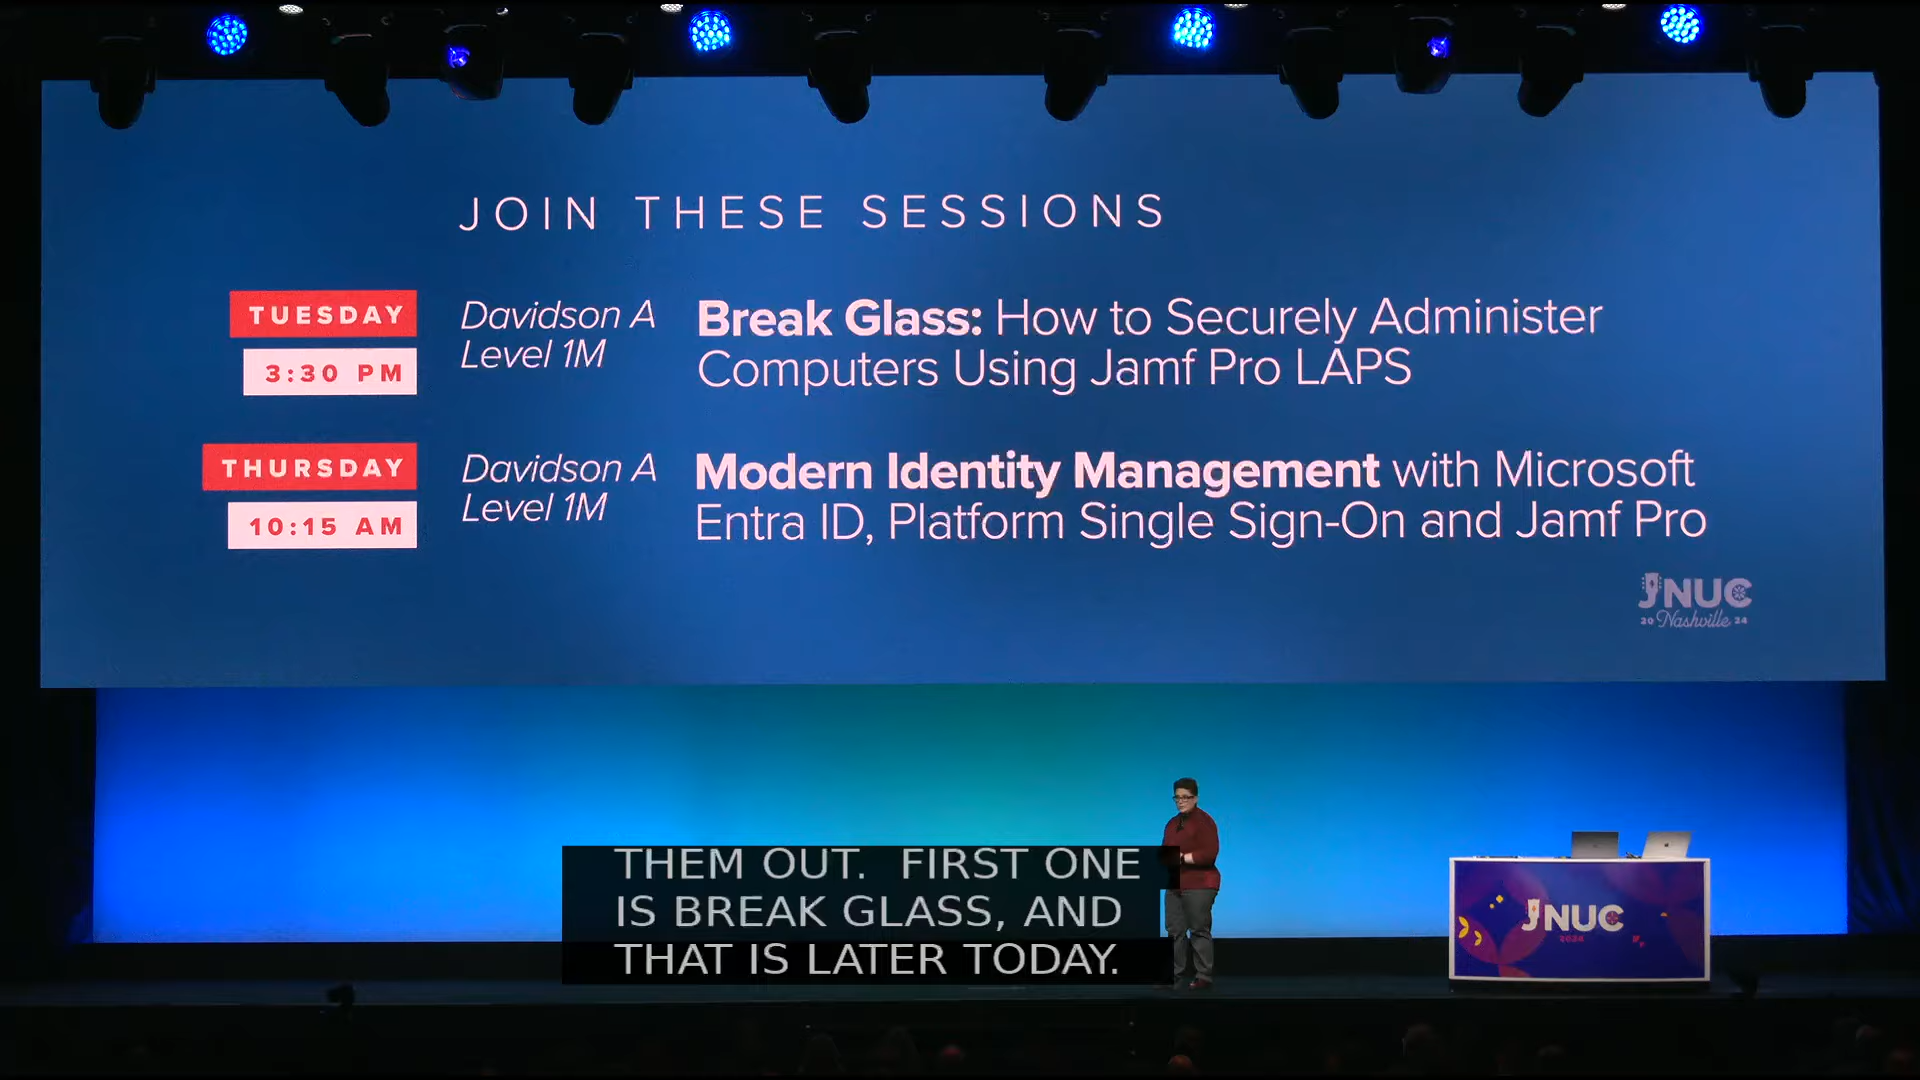 JOIN THESE SESSIONS
TUESDAY
3:30 PM
Davidson A
Level 1M
Break Glass: How to Securely Administer
Computers Using Jamf Pro LAPS
THURSDAY
10:15 AM
Davidson A
Level 1M
Modern Identity Management with Microsoft
Entra ID, Platform Single Sign-On and Jamf Pro
JNUC
20 Nashville 24
THEM OUT. FIRST ONE
IS BREAK GLASS, AND
THAT IS LATER TODAY.
JNUC
2024